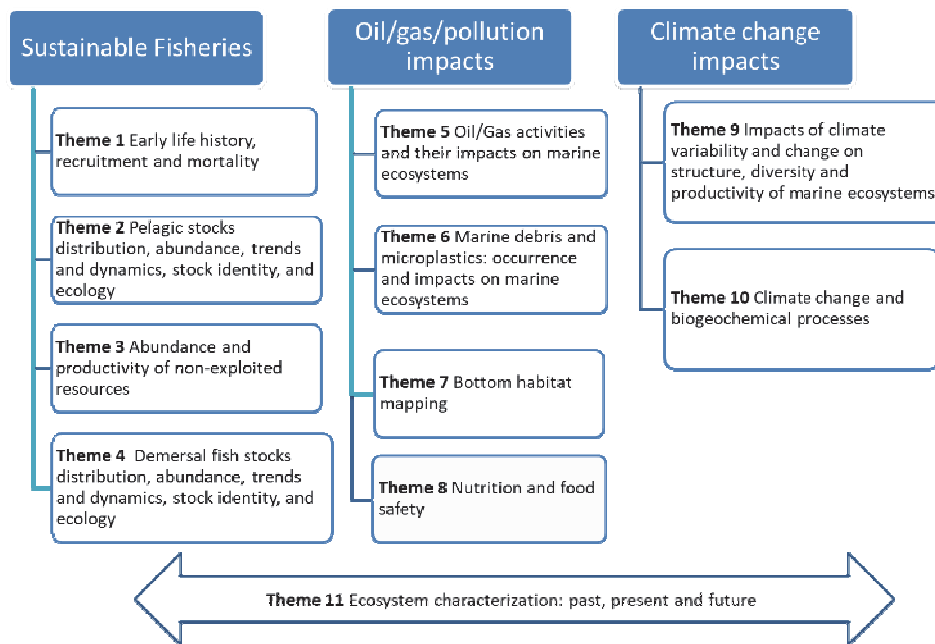 Sustainable Fisheries
Theme 1 Early life history,
recruitment and mortality
Theme 2 Pelagic stocks
distribution, abundance, trends
and dynamics, stock identity, and
ecology
Theme 3 Abundance and
productivity of non-exploited
resources
Theme 4 Demersal fish stocks
distribution, abundance, trends
and dynamics, stock identity, and
ecology
Oil/gas/pollution
impacts
Theme 5 Oil/Gas activities
and their impacts on marine
ecosystems
Theme 6 Marine debris and
microplastics: occurrence
and impacts on marine
ecosystems
Theme 7 Bottom habitat
mapping
Theme 8 Nutrition and food
safety
Climate change
impacts
Theme 9 Impacts of climate
variability and change on
structure, diversity and
productivity of marine ecosystems
Theme 10 Climate change and
biogeochemical processes
Theme 11 Ecosystem characterization: past, present and future